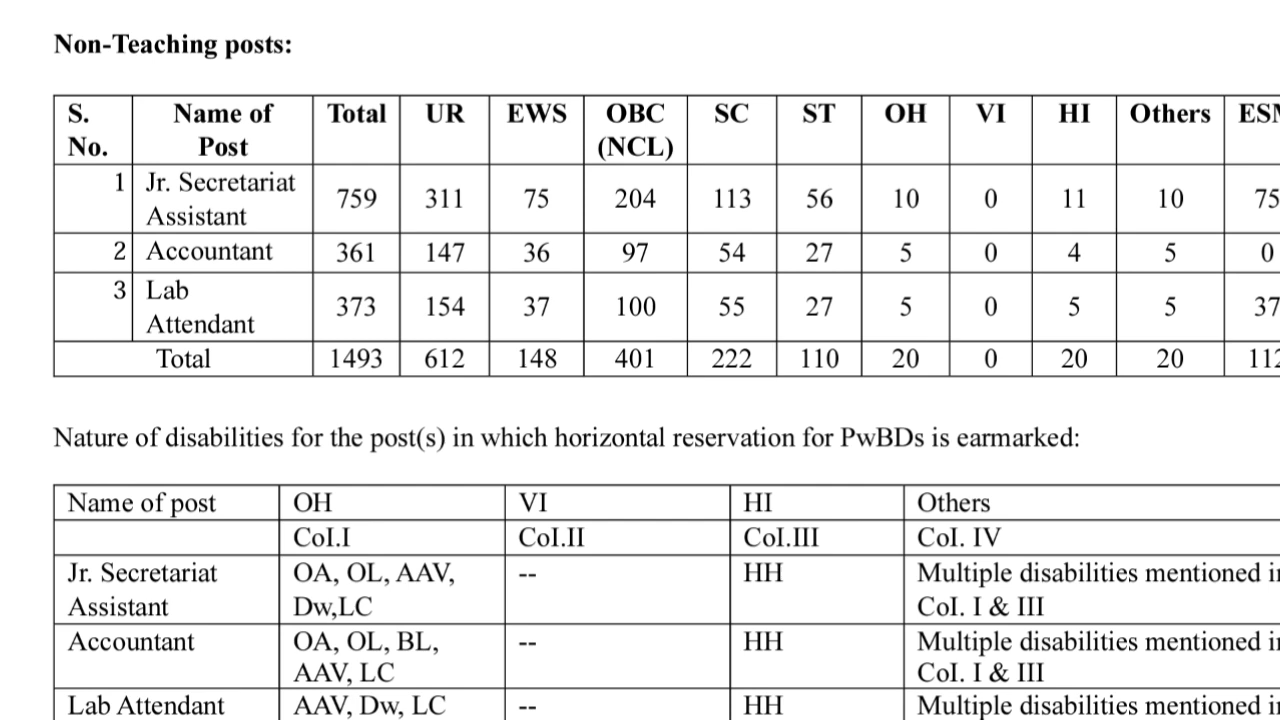 Non-Teaching posts:
S. No. Name of Post Total UR EWS OBC (NCL) SC ST OH VI HI Others
1 Jr. Secretariat Assistant 759 311 75 204 113 56 10 0 11 10 75
2 Accountant 361 147 36 97 54 27 5 0 4 5 0
3 Lab Attendant 373 154 37 100 55 27 5 0 5 5 37
Total 1493 612 148 401 222 110 20 0 20 20
Nature of disabilities for the post(s) in which horizontal reservation for PwBDs is earmarked:
Name of post OH VI HI Others
CoI.I CoI.II CoI.III CoI. IV
Jr. Secretariat Assistant OA, OL, AAV, Dw,LC -- HH Multiple disabilities mentioned in CoI. I & III
Accountant OA, OL, BL, AAV, LC -- HH Multiple disabilities mentioned in CoI. I & III
Lab Attendant AAV, Dw, LC -- HH Multiple disabilities mentioned in